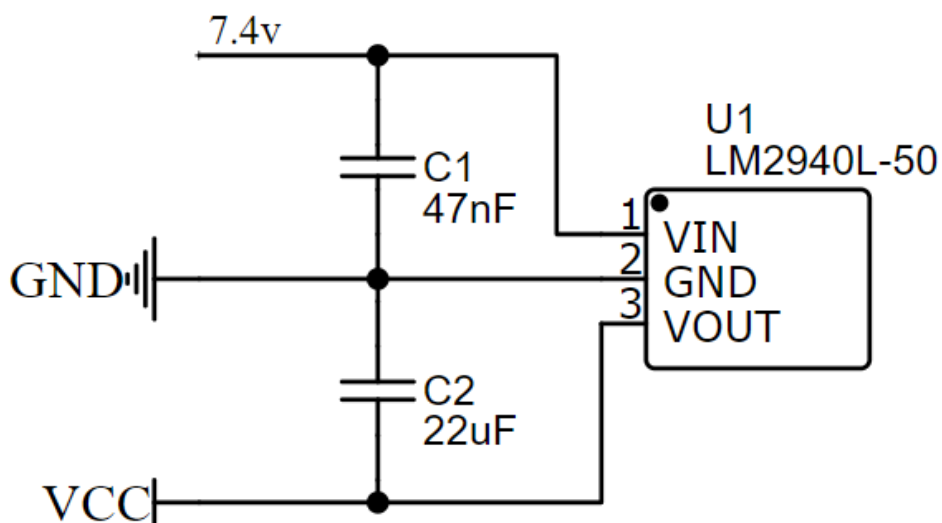 7.4v
U1
LM2940L-50
C1
47nF
1
VIN
2
GND
3
VOUT
GND
C2
22uF
VCC